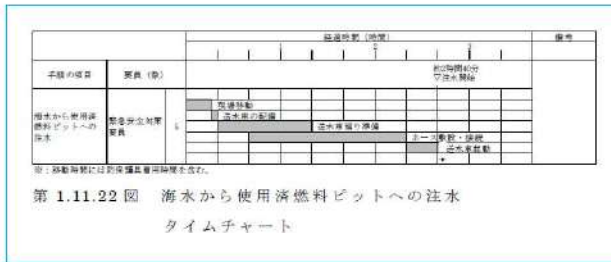 経過時間（時間）
備考
1
2
3
手順の項目
要員（数）
約2時間40分
▽注水開始
海水から使用済燃料ピットへの注水
緊急安全対策要員
5
現場移動
送水車の配備
送水車廻り準備
ホース敷設・接続
送水車起動
※：移動時間には防保護具着用時間を含む。
第 1.11.22 図 海水から使用済燃料ピットへの注水
タイムチャート